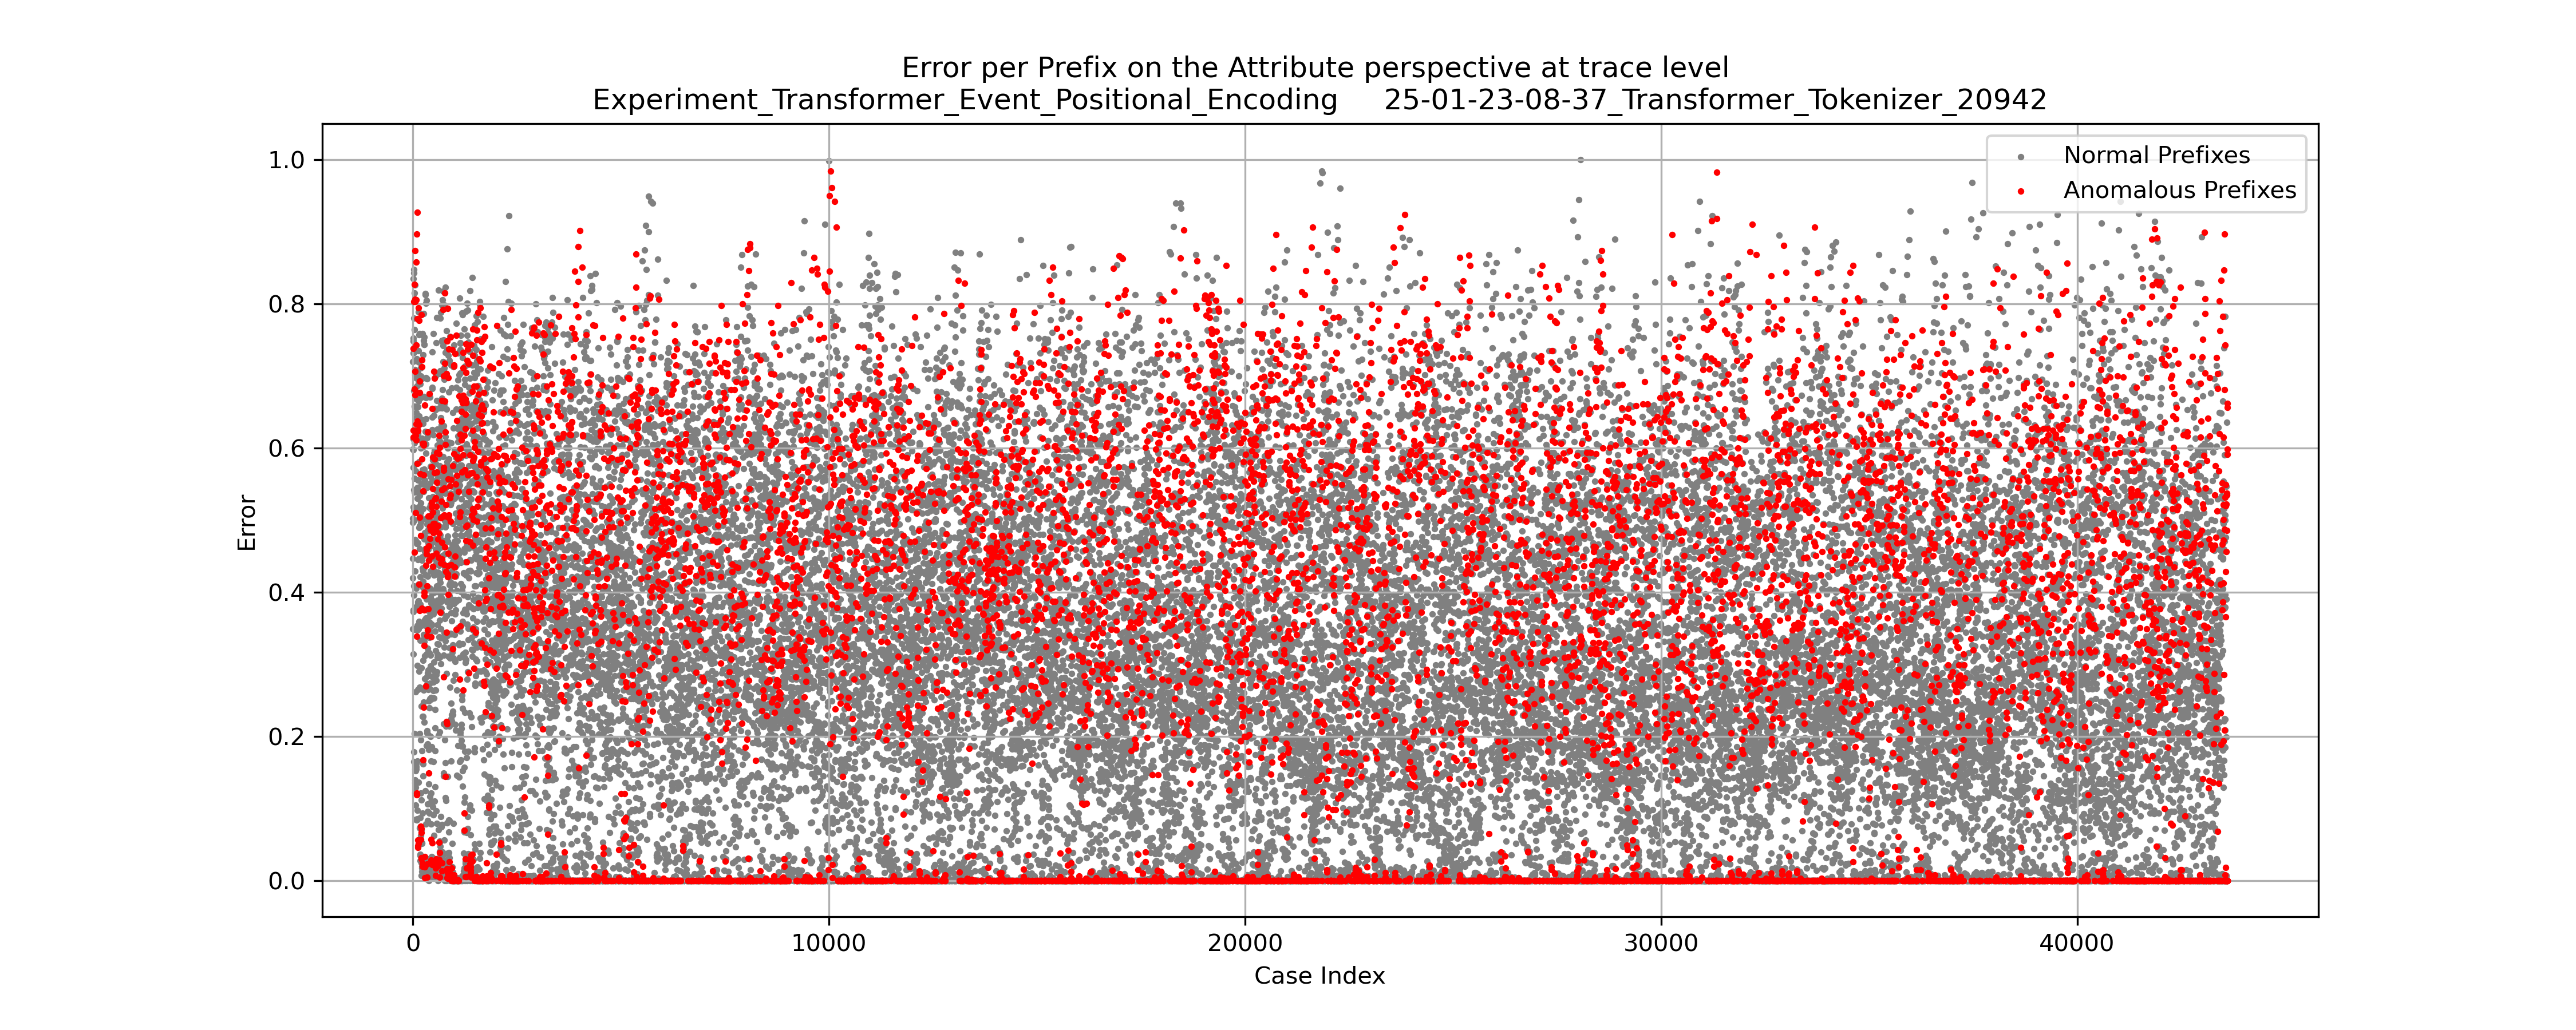 Error per Prefix on the Attribute perspective at trace level
Experiment_Transformer_Event_Positional_Encoding 25-01-23-08-37_Transformer_Tokenizer_20942
Normal Prefixes
Anomalous Prefixes
1.0
0.8
0.6
0.4
0.2
0.0
Error
0 10000 20000 30000 40000
Case Index